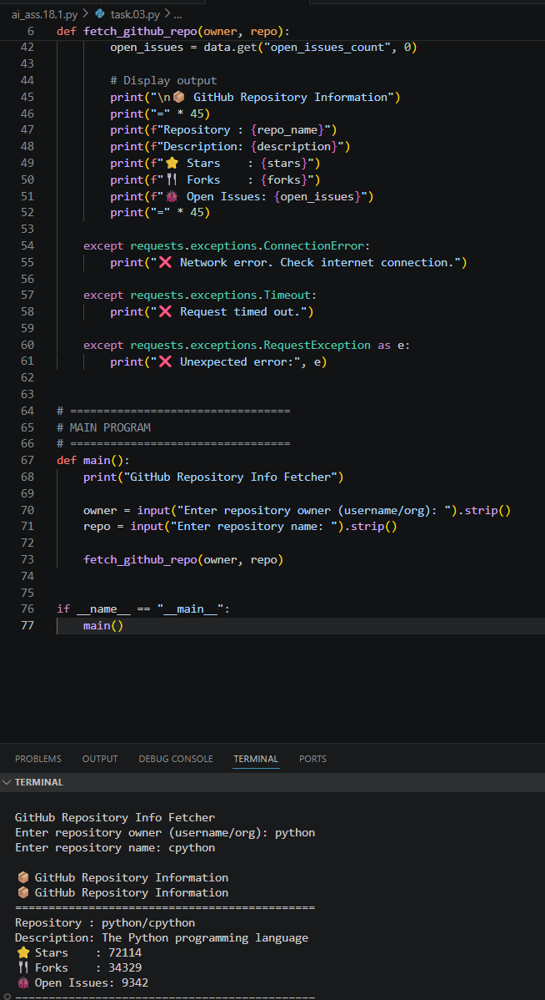 ai_ass.18.1.py > task.03.py > ...
6 def fetch_github_repo(owner, repo):
42 open_issues = data.get("open_issues_count", 0)
43
44 # Display output
45 print("\n📦 GitHub Repository Information")
46 print("=" * 45)
47 print(f"Repository : {repo_name}")
48 print(f"Description: {description}")
49 print(f"⭐ Stars    : {stars}")
50 print(f"🍴 Forks    : {forks}")
51 print(f"🐞 Open Issues: {open_issues}")
52 print("=" * 45)
53
54 except requests.exceptions.ConnectionError:
55 print("❌ Network error. Check internet connection.")
56
57 except requests.exceptions.Timeout:
58 print("❌ Request timed out.")
59
60 except requests.exceptions.RequestException as e:
61 print("❌ Unexpected error:", e)
62
63
64 # =================================
65 # MAIN PROGRAM
66 # =================================
67 def main():
68 print("GitHub Repository Info Fetcher")
69
70 owner = input("Enter repository owner (username/org): ").strip()
71 repo = input("Enter repository name: ").strip()
72
73 fetch_github_repo(owner, repo)
74
75
76 if __name__ == "__main__":
77 main()
PROBLEMS OUTPUT DEBUG CONSOLE TERMINAL PORTS
TERMINAL
GitHub Repository Info Fetcher
Enter repository owner (username/org): python
Enter repository name: cpython
📦 GitHub Repository Information
📦 GitHub Repository Information
=============================================
Repository : python/cpython
Description: The Python programming language
⭐ Stars    : 72114
🍴 Forks    : 34329
🐞 Open Issues: 9342
=============================================